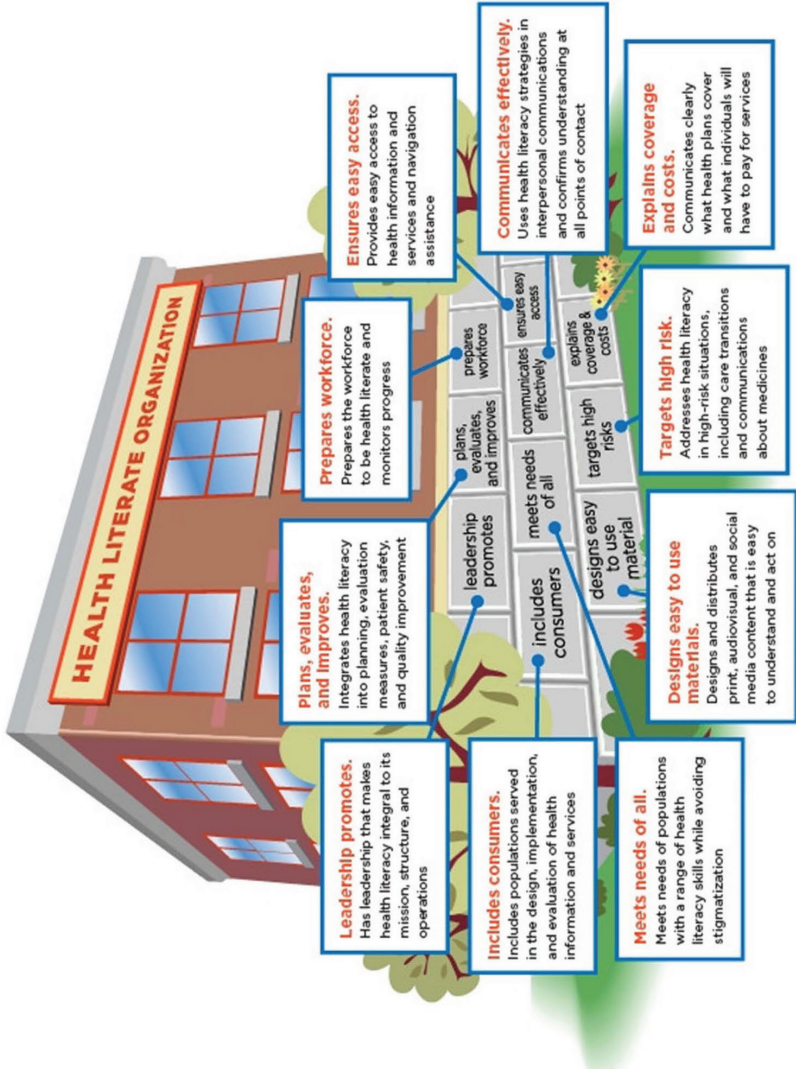 HEALTH LITERATE ORGANIZATION
Leadership promotes.
Has leadership that makes
health literacy integral to its
mission, structure, and
operations
Plans, evaluates,
and improves.
Integrates health literacy
into planning, evaluation
measures, patient safety,
and quality improvement
Prepares workforce.
Prepares the workforce
to be health literate and
monitors progress
Ensures easy access.
Provides easy access to
health information and
services and navigation
assistance
Includes consumers.
Includes populations served
in the design, implementation,
and evaluation of health
information and services
leadership
promotes
plans,
evaluates,
and improves
prepares
workforce
includes
consumers
meets needs
of all
communicates
effectively
ensures easy
access
designs easy
to use
material
targets high
risks
explains
coverage &
costs
Communicates effectively.
Uses health literacy strategies in
interpersonal communications
and confirms understanding at
all points of contact
Meets needs of all.
Meets needs of populations
with a range of health
literacy skills while avoiding
stigmatization
Designs easy to use
materials.
Designs and distributes
print, audiovisual, and social
media content that is easy
to understand and act on
Targets high risk.
Addresses health literacy
in high-risk situations,
including care transitions
and communications
about medicines
Explains coverage
and costs.
Communicates clearly
what health plans cover
and what individuals will
have to pay for services